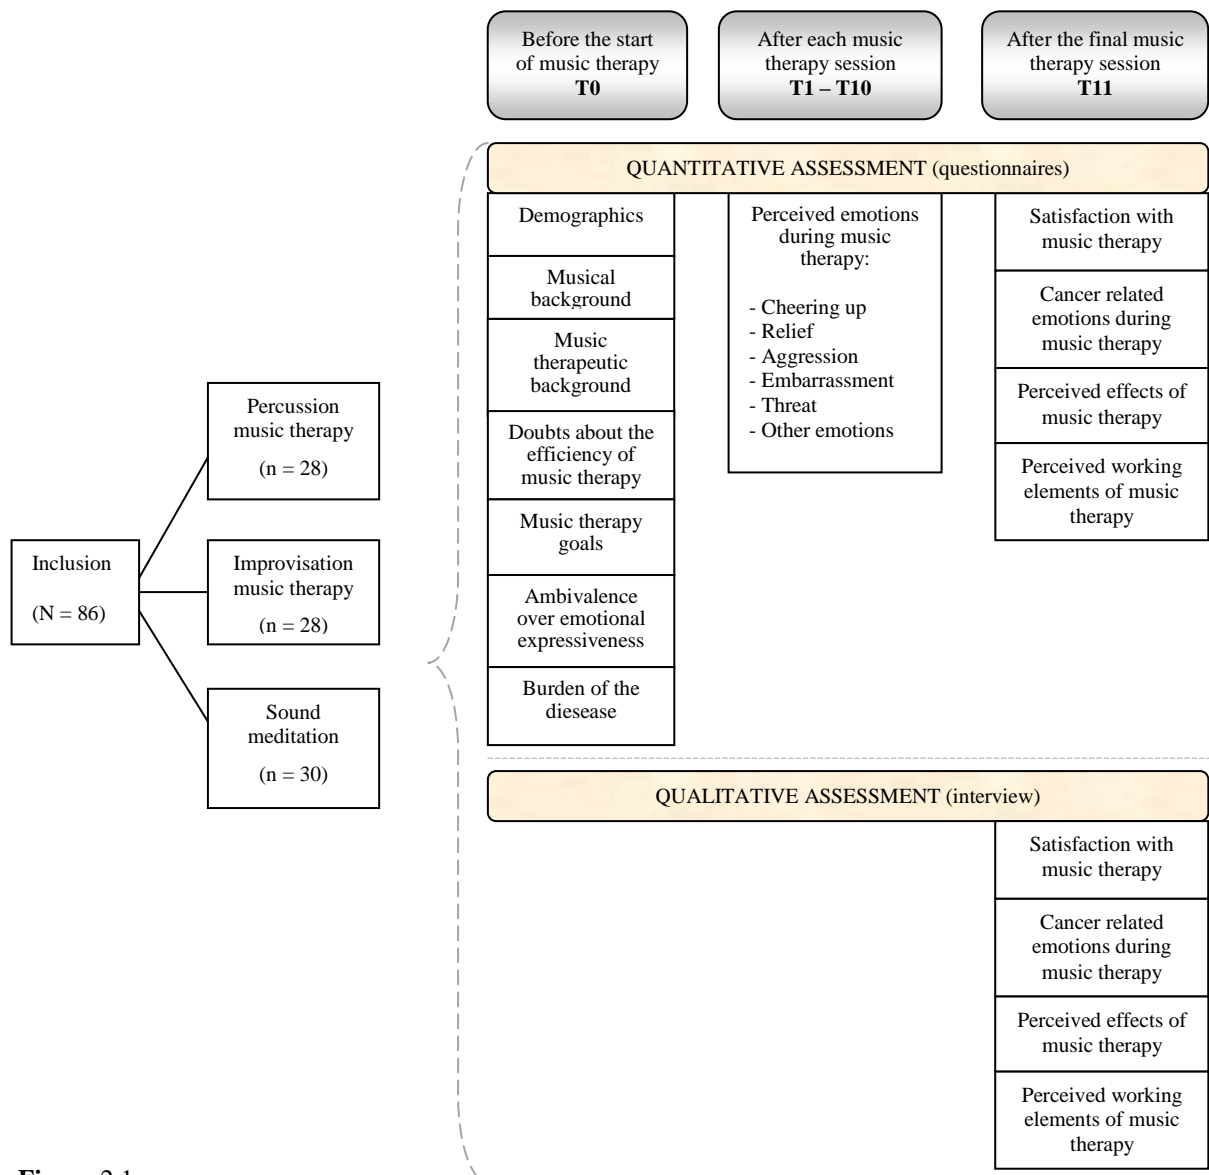 Before the start
of music therapy
T0
After each music
therapy session
T1 – T10
After the final music
therapy session
T11
QUANTITATIVE ASSESSMENT (questionnaires)
Demographics
Musical
background
Music
therapeutic
background
Doubts about the
efficiency of
music therapy
Music therapy
goals
Ambivalence
over emotional
expressiveness
Burden of the
diesease
Perceived emotions
during music
therapy:
- Cheering up
- Relief
- Aggression
- Embarrassment
- Threat
- Other emotions
Satisfaction with
music therapy
Cancer related
emotions during
music therapy
Perceived effects of
music therapy
Perceived working
elements of music
therapy
Inclusion
(N = 86)
Percussion
music therapy
(n = 28)
Improvisation
music therapy
(n = 28)
Sound
meditation
(n = 30)
QUALITATIVE ASSESSMENT (interview)
Satisfaction with
music therapy
Cancer related
emotions during
music therapy
Perceived effects of
music therapy
Perceived working
elements of music
therapy
Figure 2.1